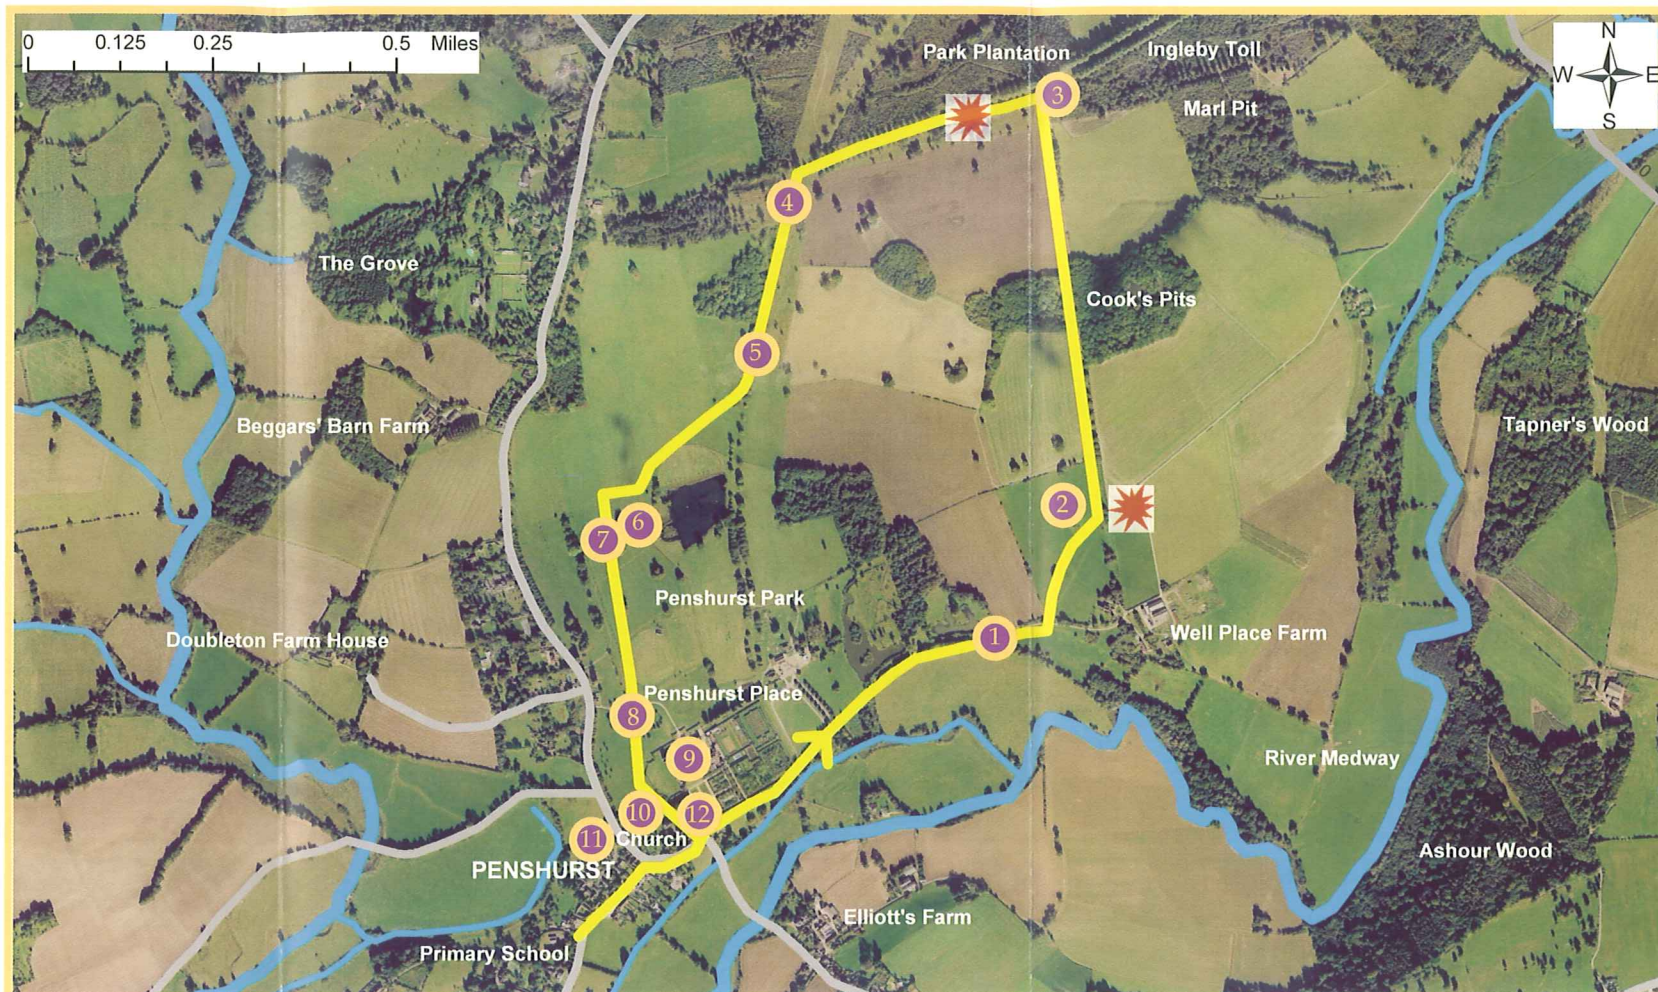 0 0.125 0.25 0.5 Miles
N
W E
S
Park Plantation
Ingleby Toll
3
Marl Pit
4
The Grove
Cook's Pits
5
Beggars' Barn Farm
Tapner's Wood
2
6
7
Penshurst Park
Doubleton Farm House
1
Well Place Farm
Penshurst Place
8
9
River Medway
10
12
11
Church
PENSHURST
Ashour Wood
Elliott's Farm
Primary School